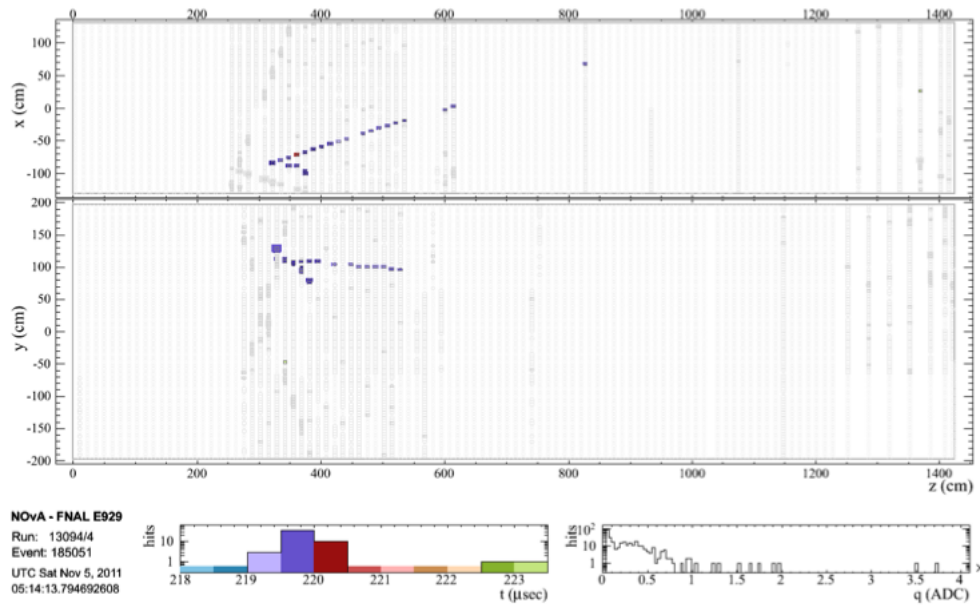 0 200 400 600 800 1000 1200 1400
100
50
0
-50
-100
x (cm)
200
150
100
50
0
-50
-100
-150
-200
y (cm)
0 200 400 600 800 1000 1200 1400
z (cm)
NOvA - FNAL E929
Run: 13094/4
Event: 185051
UTC Sat Nov 5, 2011
05:14:13.794692608
hits
10
1
218 219 220 221 222 223
t (μsec)
hits
10²
10
1
0 0.5 1 1.5 2 2.5 3 3.5 4
q (ADC)